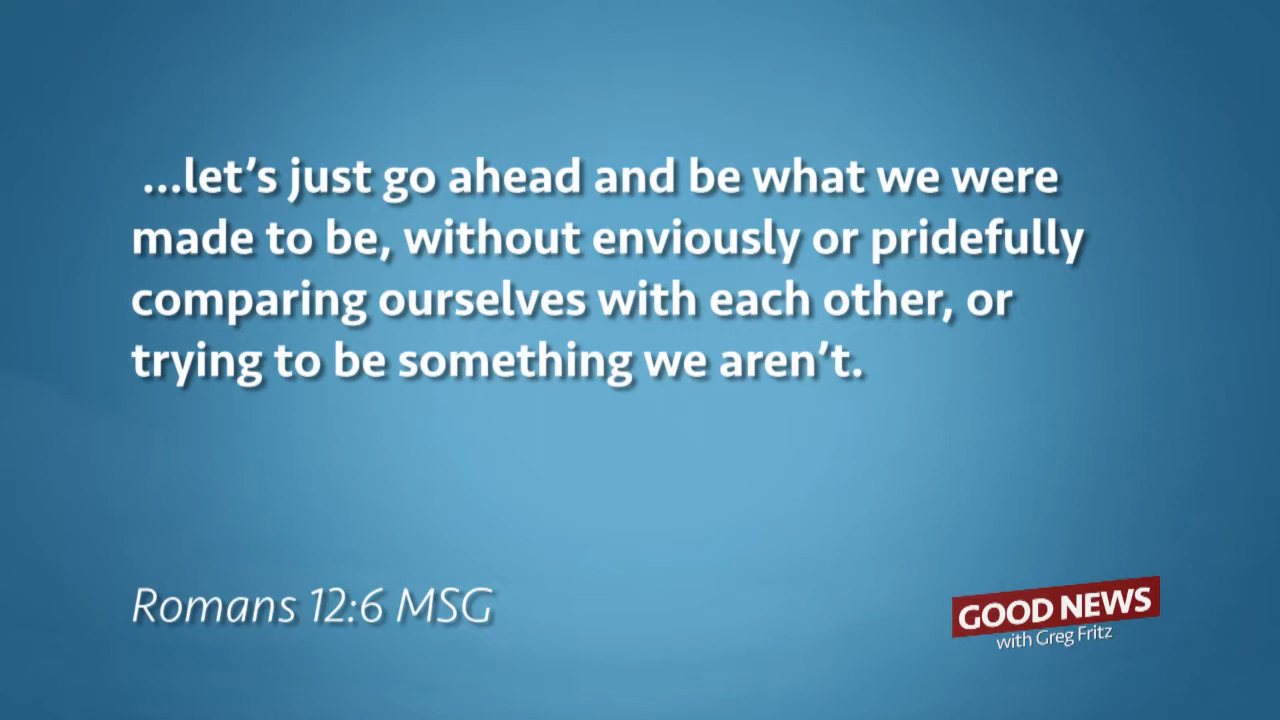 ...let’s just go ahead and be what we were
made to be, without enviously or pridefully
comparing ourselves with each other, or
trying to be something we aren’t.
Romans 12:6 MSG
GOOD NEWS
with Greg Fritz